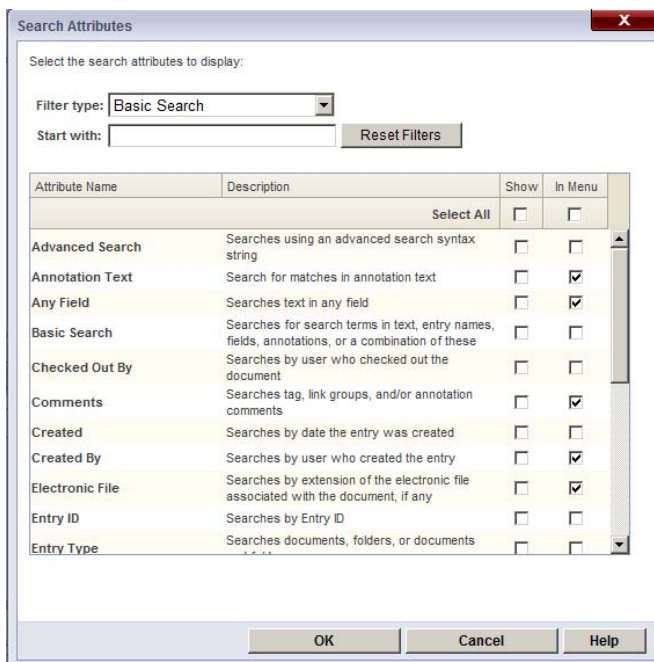 Search Attributes
X
Select the search attributes to display:
Filter type: Basic Search
Start with: Reset Filters
Attribute Name Description Show In Menu
Select All
Advanced Search Searches using an advanced search syntax
string
Annotation Text Search for matches in annotation text
Any Field Searches text in any field
Basic Search Searches for search terms in text, entry names,
fields, annotations, or a combination of these
Checked Out By Searches by user who checked out the
document
Comments Searches tag, link groups, and/or annotation
comments
Created Searches by date the entry was created
Created By Searches by user who created the entry
Electronic File Searches by extension of the electronic file
associated with the document, if any
Entry ID Searches by Entry ID
Entry Type Searches documents, folders, or documents
OK Cancel Help